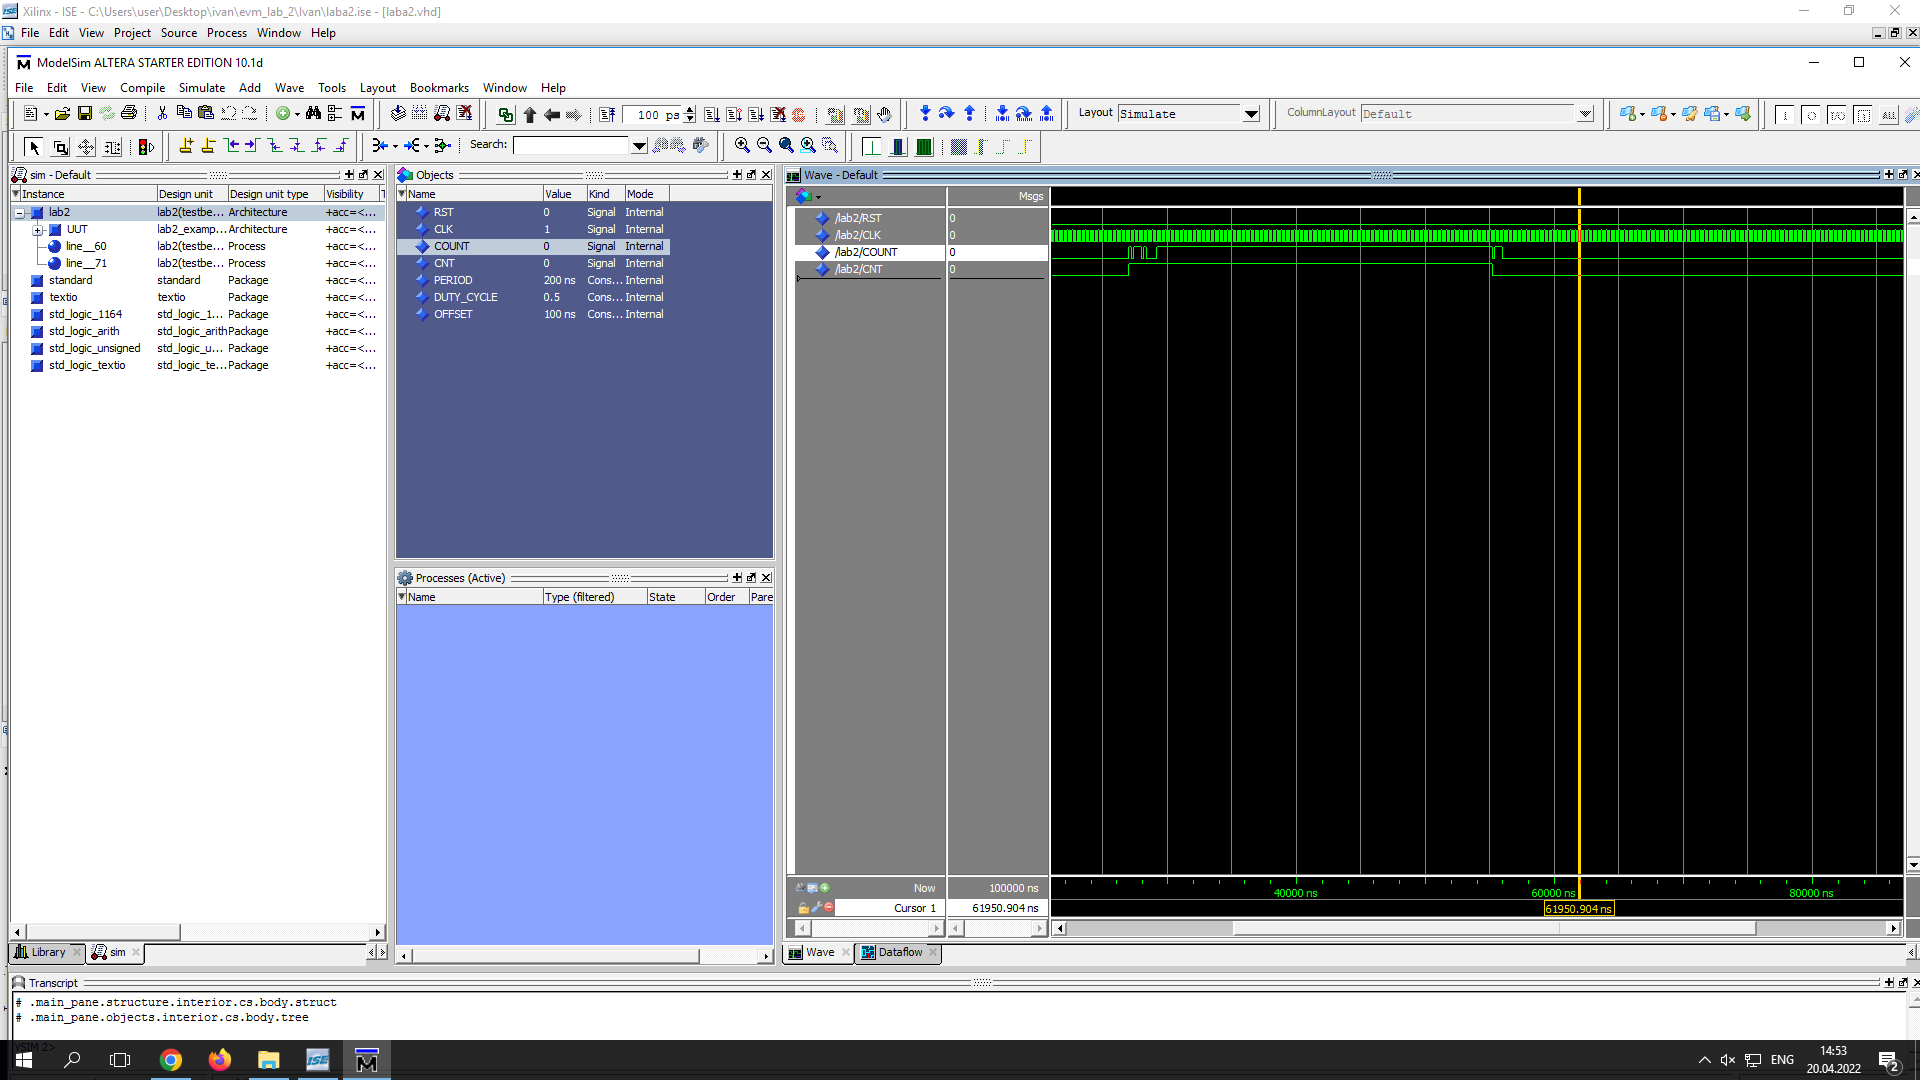 Xilinx - ISE - C:\Users\user\Desktop\ivan\evm_lab_2\Ivan\laba2.ise - [laba2.vhd]
File Edit View Project Source Process Window Help
ModelSim ALTERA STARTER EDITION 10.1d
File Edit View Compile Simulate Add Wave Tools Layout Bookmarks Window Help
100 ps
Layout Simulate
ColumnLayout Default
ALL
Search:
sim - Default
Instance Design unit Design unit type Visibility
lab2 lab2(testbe... Architecture +acc=<...
UUT lab2_examp... Architecture +acc=<...
line__60 lab2(testbe... Process +acc=<...
line__71 lab2(testbe... Process +acc=<...
standard standard Package +acc=<...
textio textio Package +acc=<...
std_logic_1164 std_logic_1... Package +acc=<...
std_logic_arith std_logic_arith Package +acc=<...
std_logic_unsigned std_logic_u... Package +acc=<...
std_logic_textio std_logic_te... Package +acc=<...
Library sim
Objects
Name Value Kind Mode
RST 0 Signal Internal
CLK 1 Signal Internal
COUNT 0 Signal Internal
CNT 0 Signal Internal
PERIOD 200 ns Cons... Internal
DUTY_CYCLE 0.5 Cons... Internal
OFFSET 100 ns Cons... Internal
Processes (Active)
Name Type (filtered) State Order Pare
Wave - Default
Msgs
/lab2/RST 0
/lab2/CLK 0
/lab2/COUNT 0
/lab2/CNT 0
Now 100000 ns
Cursor 1 61950.904 ns
40000 ns 60000 ns 80000 ns
61950.904 ns
Wave Dataflow
Transcript
# .main_pane.structure.interior.cs.body.struct
# .main_pane.objects.interior.cs.body.tree
VSIM 2>
ISE
ENG
14:53
20.04.2022
2